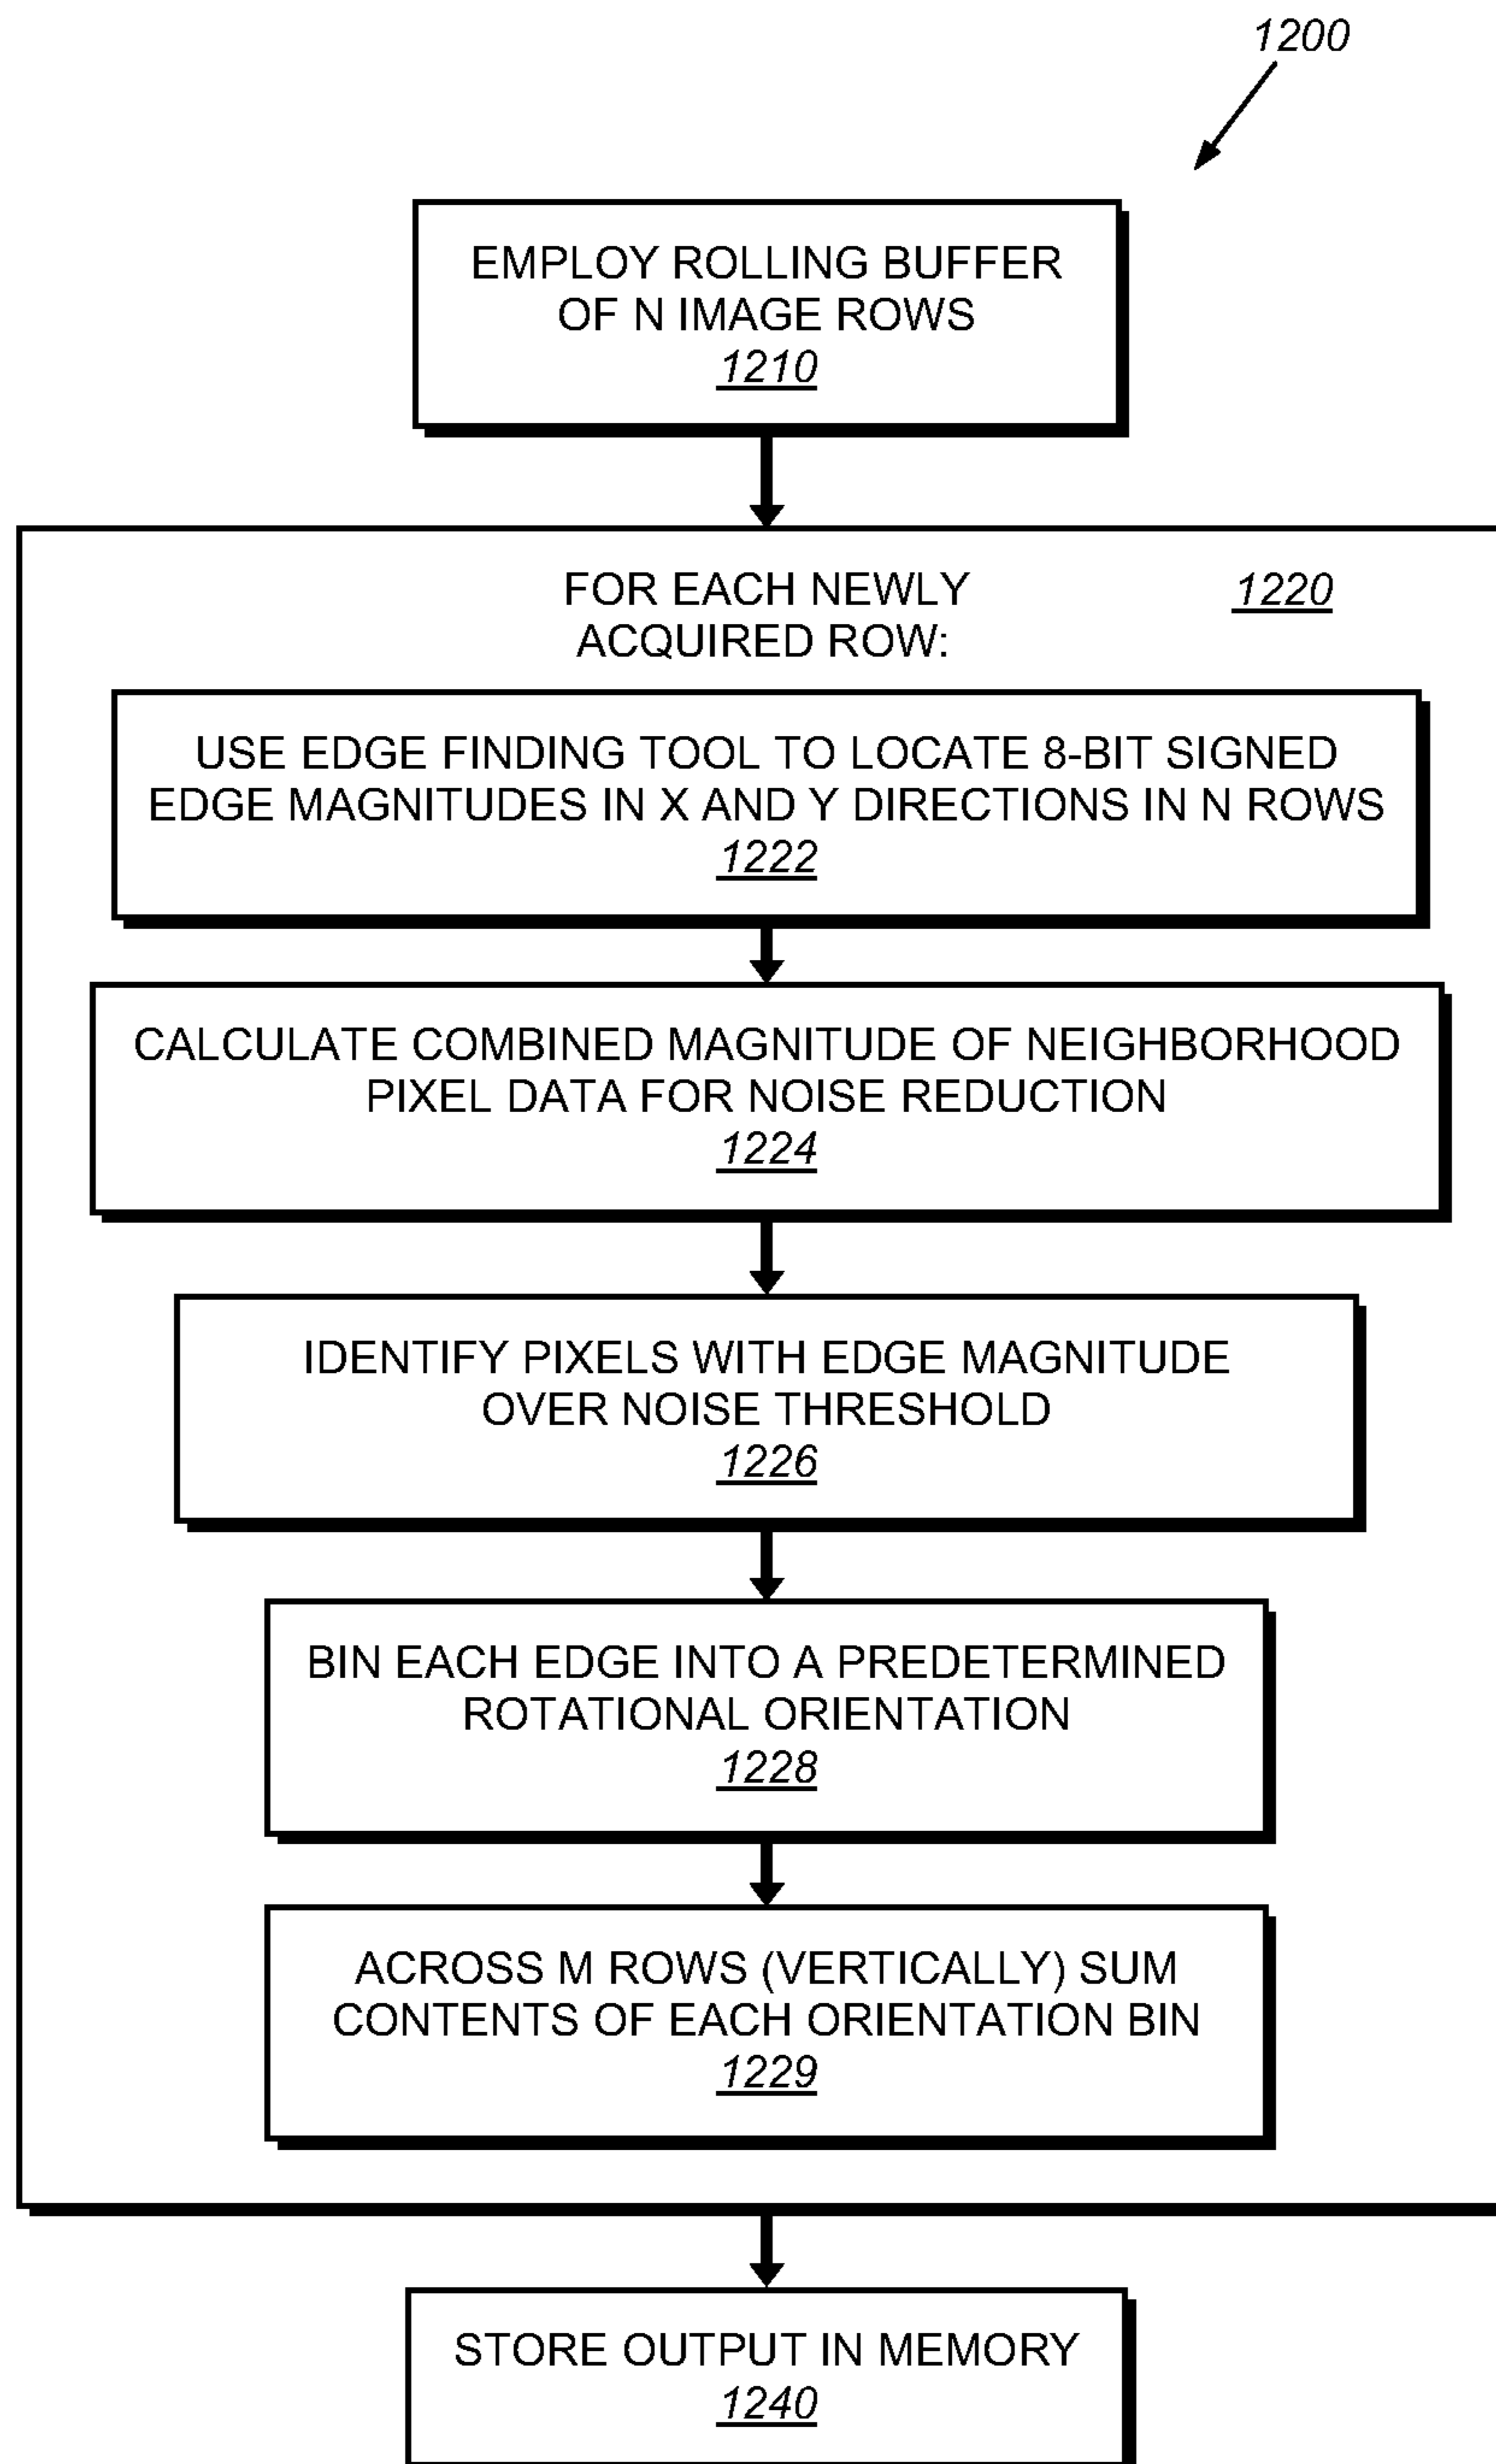 1200
EMPLOY ROLLING BUFFER
OF N IMAGE ROWS
1210
FOR EACH NEWLY
ACQUIRED ROW:
1220
USE EDGE FINDING TOOL TO LOCATE 8-BIT SIGNED
EDGE MAGNITUDES IN X AND Y DIRECTIONS IN N ROWS
1222
CALCULATE COMBINED MAGNITUDE OF NEIGHBORHOOD
PIXEL DATA FOR NOISE REDUCTION
1224
IDENTIFY PIXELS WITH EDGE MAGNITUDE
OVER NOISE THRESHOLD
1226
BIN EACH EDGE INTO A PREDETERMINED
ROTATIONAL ORIENTATION
1228
ACROSS M ROWS (VERTICALLY) SUM
CONTENTS OF EACH ORIENTATION BIN
1229
STORE OUTPUT IN MEMORY
1240